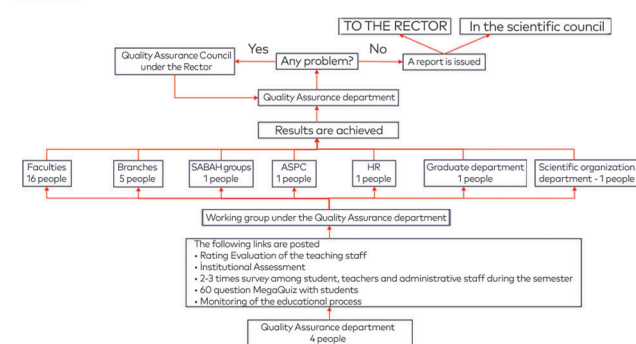 TO THE RECTOR
In the scientific council
Quality Assurance Council
under the Rector
Yes
Any problem?
No
A report is issued
Quality Assurance department
Results are achieved
Faculties
16 people
Branches
5 people
SABAH groups
1 people
ASPC
1 people
HR
1 people
Graduate department
1 people
Scientific organization
department - 1 people
Working group under the Quality Assurance department
The following links are posted
• Rating Evaluation of the teaching staff
• İnstitutional Assessment
• 2-3 times survey among student, teachers and administrative staff during the semester
• 60 question MegaQuiz with students
• Monitoring of the educational process
Quality Assurance department
4 people